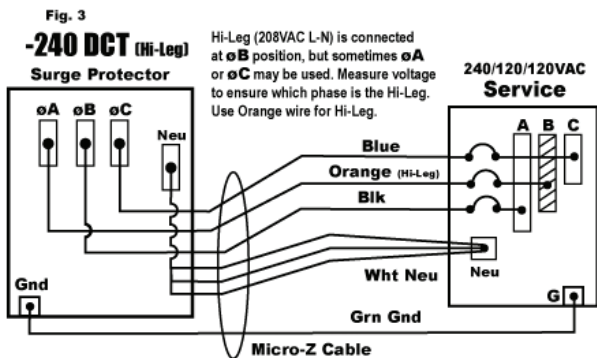 Fig. 3
-240 DCT (Hi-Leg)
Surge Protector
Hi-Leg (208VAC L-N) is connected
at øB position, but sometimes øA
or øC may be used. Measure voltage
to ensure which phase is the Hi-Leg.
Use Orange wire for Hi-Leg.
240/120/120VAC
Service
øA øB øC
Neu
A B C
Blue
Orange (Hi-Leg)
Blk
Wht Neu
Neu
Gnd
G
Grn Gnd
Micro-Z Cable